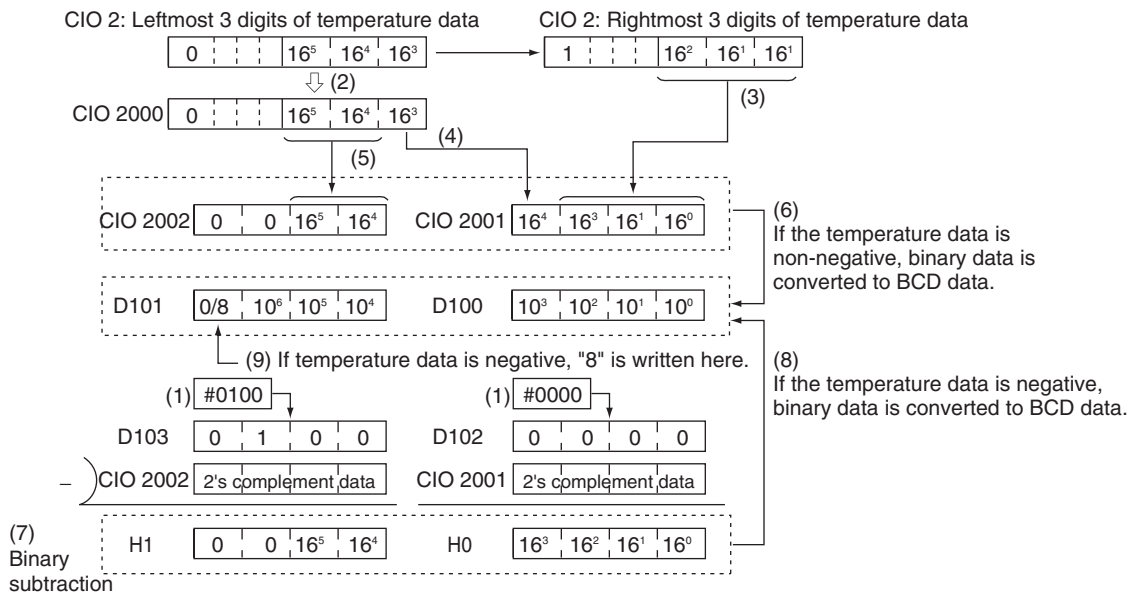 CIO 2: Leftmost 3 digits of temperature data
CIO 2: Rightmost 3 digits of temperature data
0 16⁵ 16⁴ 16³
1 16² 16¹ 16¹
(2)
(3)
CIO 2000 0 16⁵ 16⁴ 16³
(4)
(5)
CIO 2002 0 0 16⁵ 16⁴
CIO 2001 16⁴ 16³ 16¹ 16⁰
(6)
If the temperature data is
non-negative, binary data is
converted to BCD data.
D101 0/8 10⁶ 10⁵ 10⁴
D100 10³ 10² 10¹ 10⁰
(9) If temperature data is negative, "8" is written here.
(8)
If the temperature data is negative,
binary data is converted to BCD data.
(1) #0100
(1) #0000
D103 0 1 0 0
D102 0 0 0 0
– CIO 2002 2's complement data
CIO 2001 2's complement data
(7)
Binary
subtraction
H1 0 0 16⁵ 16⁴
H0 16³ 16² 16¹ 16⁰